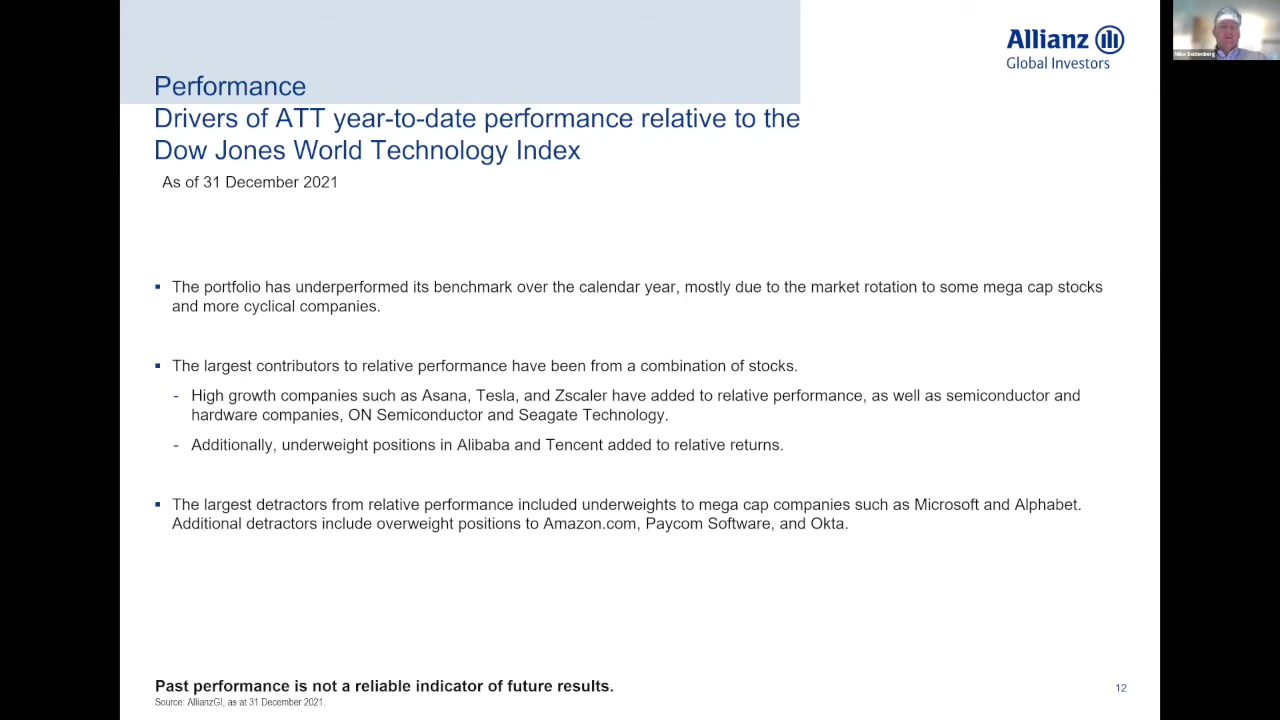 Allianz
Global Investors
Mike Seidenberg
Performance
Drivers of ATT year-to-date performance relative to the
Dow Jones World Technology Index
As of 31 December 2021
▪ The portfolio has underperformed its benchmark over the calendar year, mostly due to the market rotation to some mega cap stocks
and more cyclical companies.
▪ The largest contributors to relative performance have been from a combination of stocks.
- High growth companies such as Asana, Tesla, and Zscaler have added to relative performance, as well as semiconductor and
hardware companies, ON Semiconductor and Seagate Technology.
- Additionally, underweight positions in Alibaba and Tencent added to relative returns.
▪ The largest detractors from relative performance included underweights to mega cap companies such as Microsoft and Alphabet.
Additional detractors include overweight positions to Amazon.com, Paycom Software, and Okta.
Past performance is not a reliable indicator of future results.
Source: AllianzGI, as at 31 December 2021.
12